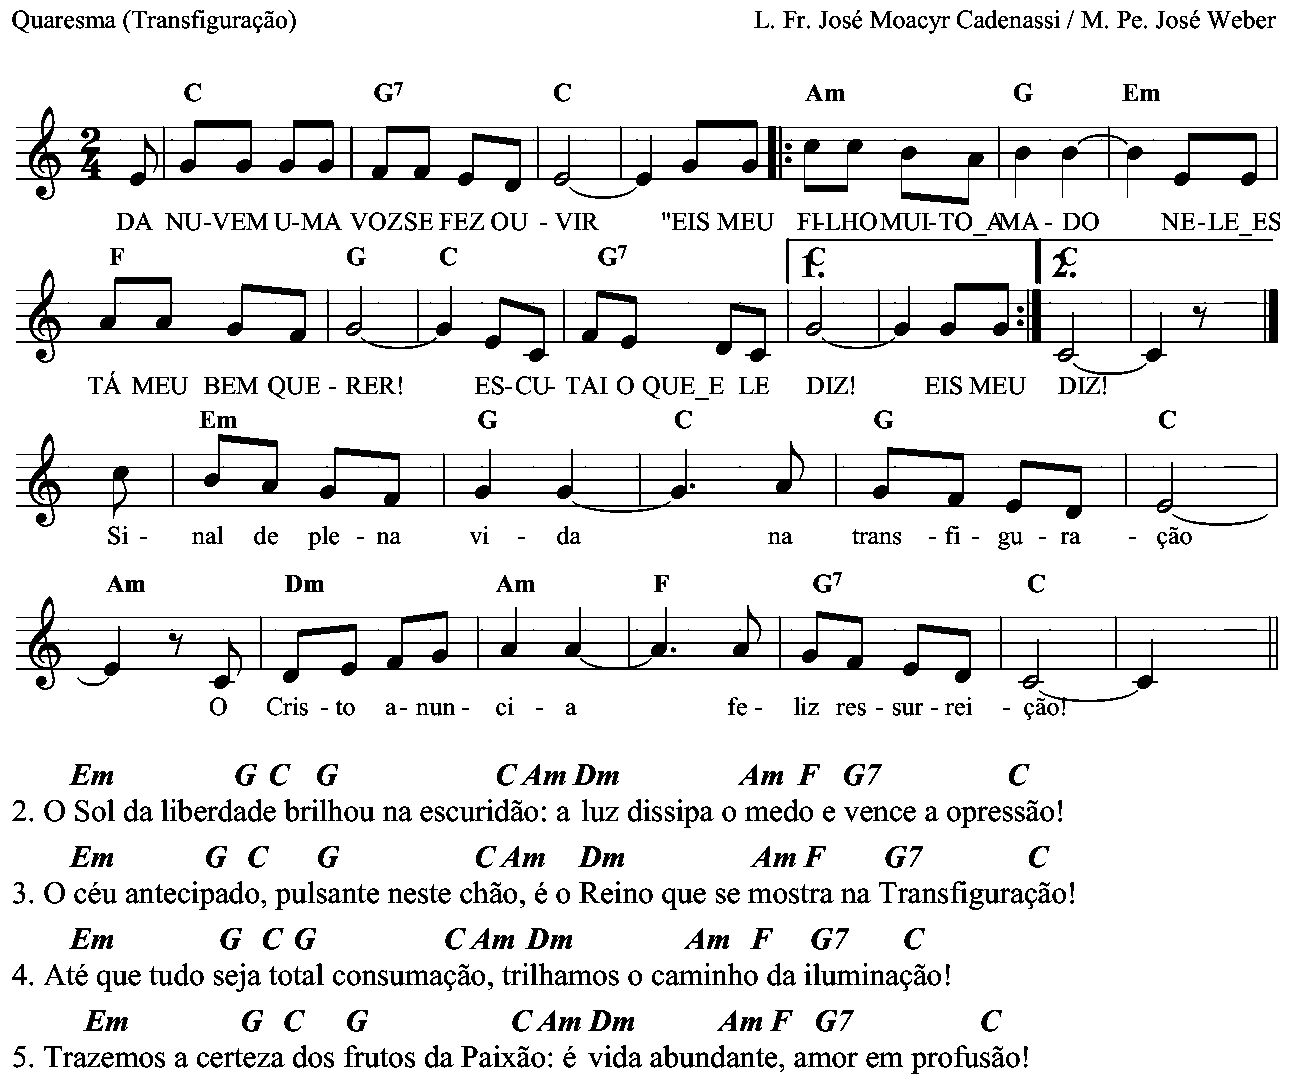 Quaresma (Transfiguração) L. Fr. José Moacyr Cadenassi / M. Pe. José Weber
C G7 C Am G Em
2 4
DA NU-VEM U-MA VOZSE FEZ OU - VIR "EIS MEU FI-LHO MUI-TO_AMA - DO NE-LE_ES
F G C G7 1. C 2. C
TÁ MEU BEM QUE - RER! ES-CU- TAI O QUE_E LE DIZ! EIS MEU DIZ!
Em G C G C
Si - nal de ple - na vi - da na trans - fi - gu - ra - ção
Am Dm Am F G7 C
O Cris - to a - nun - ci - a fe - liz res - sur - rei - ção!
Em G C G C Am Dm Am F G7 C
2. O Sol da liberdade brilhou na escuridão: a luz dissipa o medo e vence a opressão!
Em G C G C Am Dm Am F G7 C
3. O céu antecipado, pulsante neste chão, é o Reino que se mostra na Transfiguração!
Em G C G C Am Dm Am F G7 C
4. Até que tudo seja total consumação, trilhamos o caminho da iluminação!
Em G C G C Am Dm Am F G7 C
5. Trazemos a certeza dos frutos da Paixão: é vida abundante, amor em profusão!